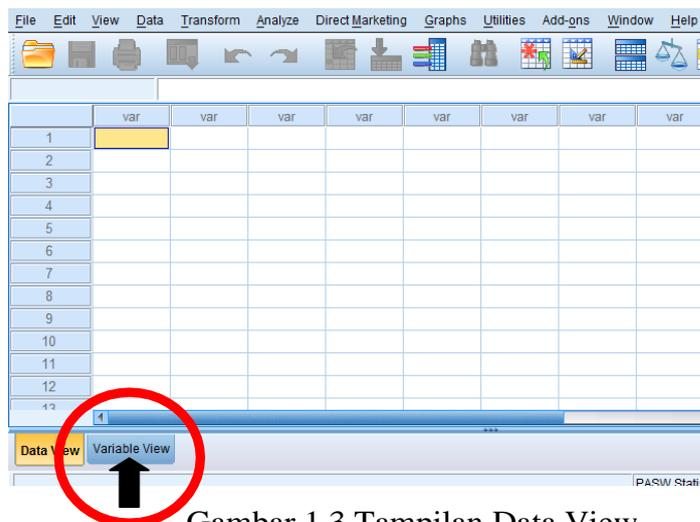 File Edit View Data Transform Analyze Direct Marketing Graphs Utilities Add-ons Window Help
var var var var var var var var
1
2
3
4
5
6
7
8
9
10
11
12
13
Data View Variable View
PASW Stati
Gambar 1.3 Tampilan Data View